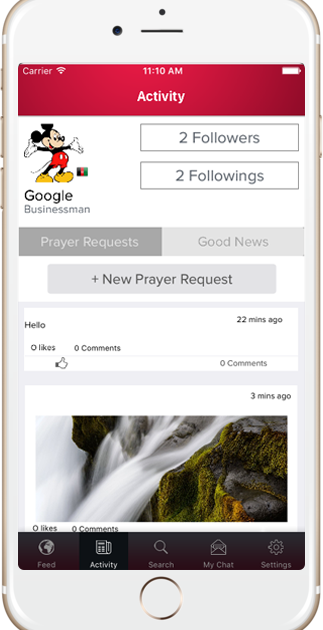 Carrier 11:10 AM
Activity
2 Followers
2 Followings
Google
Businessman
Prayer Requests Good News
+ New Prayer Request
22 mins ago
Hello
0 likes 0 Comments
0 Comments
3 mins ago
0 likes 0 Comments
Feed Activity Search My Chat Settings